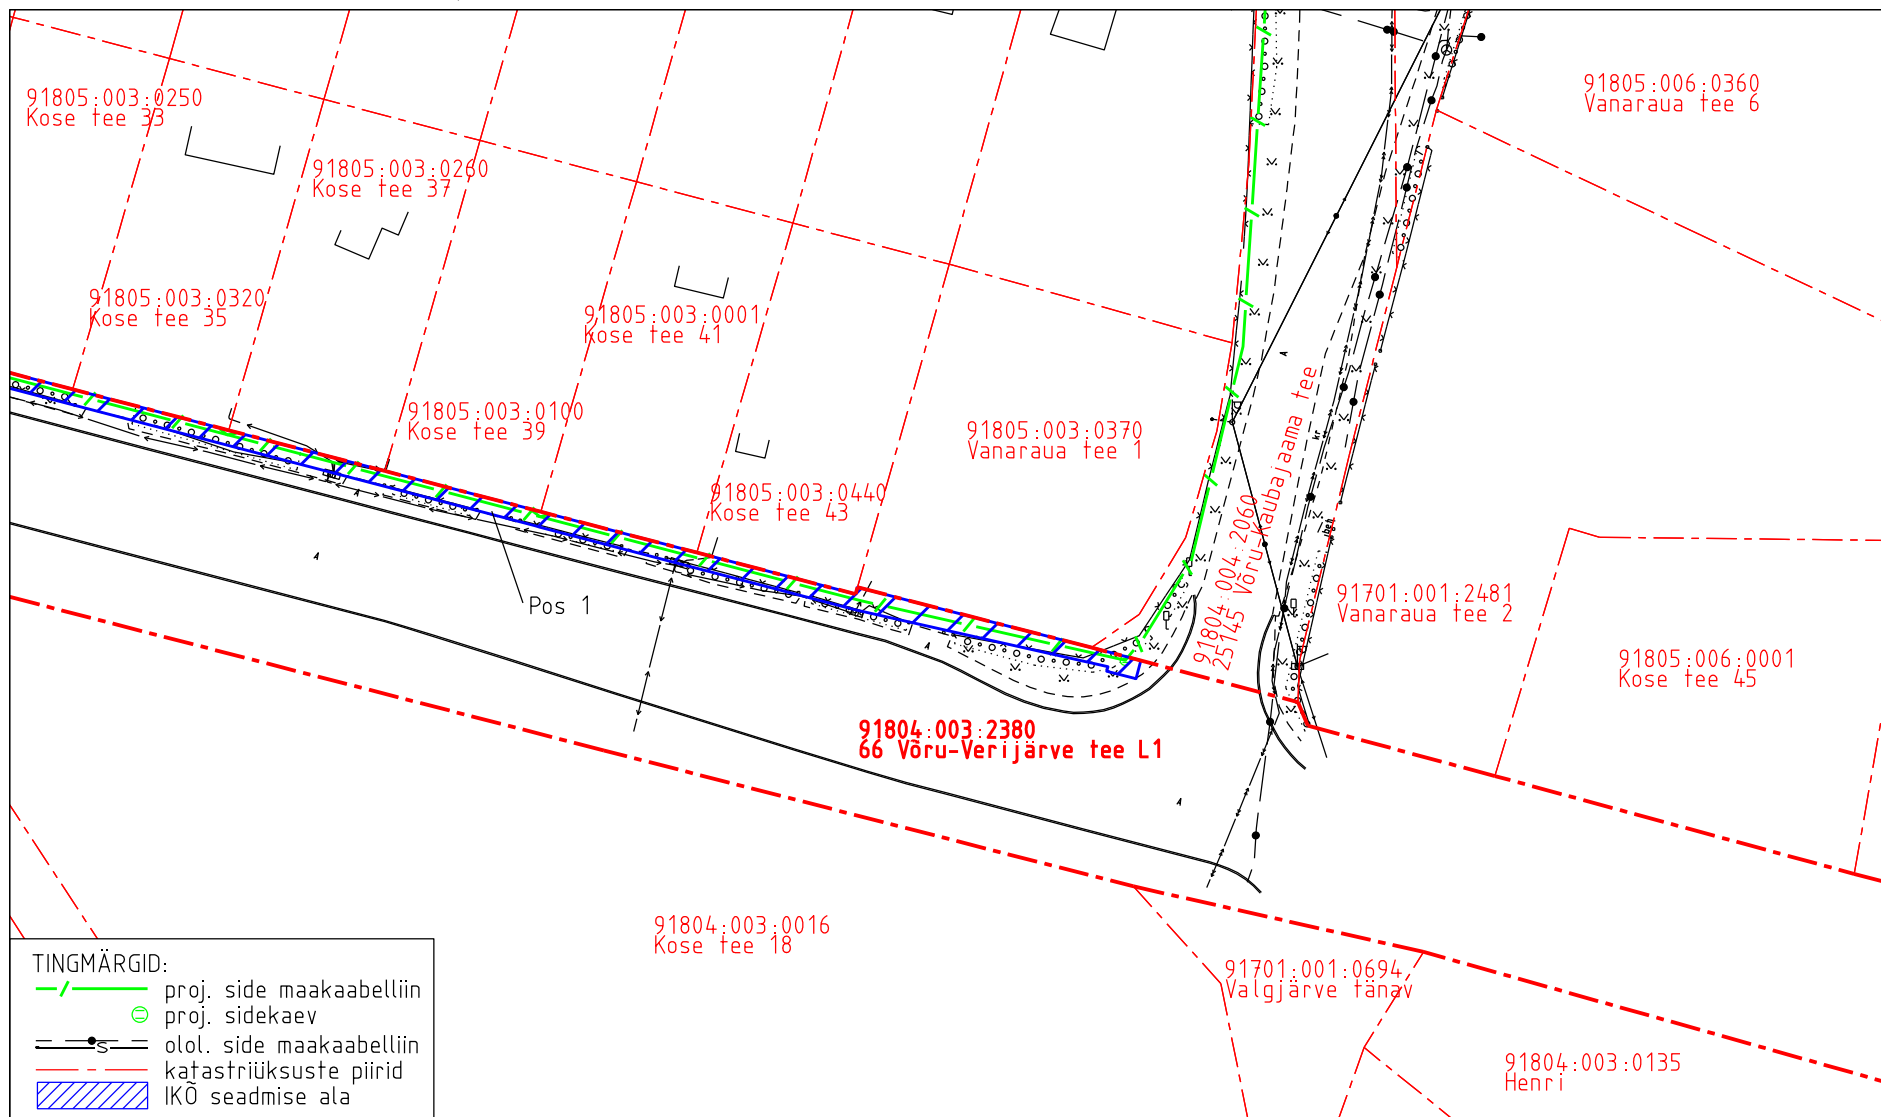 91805:003:0250
Kose tee 33
91805:003:0260
Kose tee 37
91805:006:0360
Vanaraua tee 6
91805:003:0320
Kose tee 35
91805:003:0001
Kose tee 41
91805:003:0100
Kose tee 39
91805:003:0370
Vanaraua tee 1
91805:003:0440
Kose tee 43
91804:004:2060
25145 Võru-Kaubajaama tee
Pos 1
91701:001:2481
Vanaraua tee 2
91805:006:0001
Kose tee 45
91804:003:2380
66 Võru-Verijärve tee L1
91804:003:0016
Kose tee 18
91701:001:0694
Valgjärve tänav
91804:003:0135
Henri
TINGMÄRGID:
proj. side maakaabelliin
proj. sidekaev
S
olol. side maakaabelliin
katastriüksuste piirid
IKÕ seadmise ala